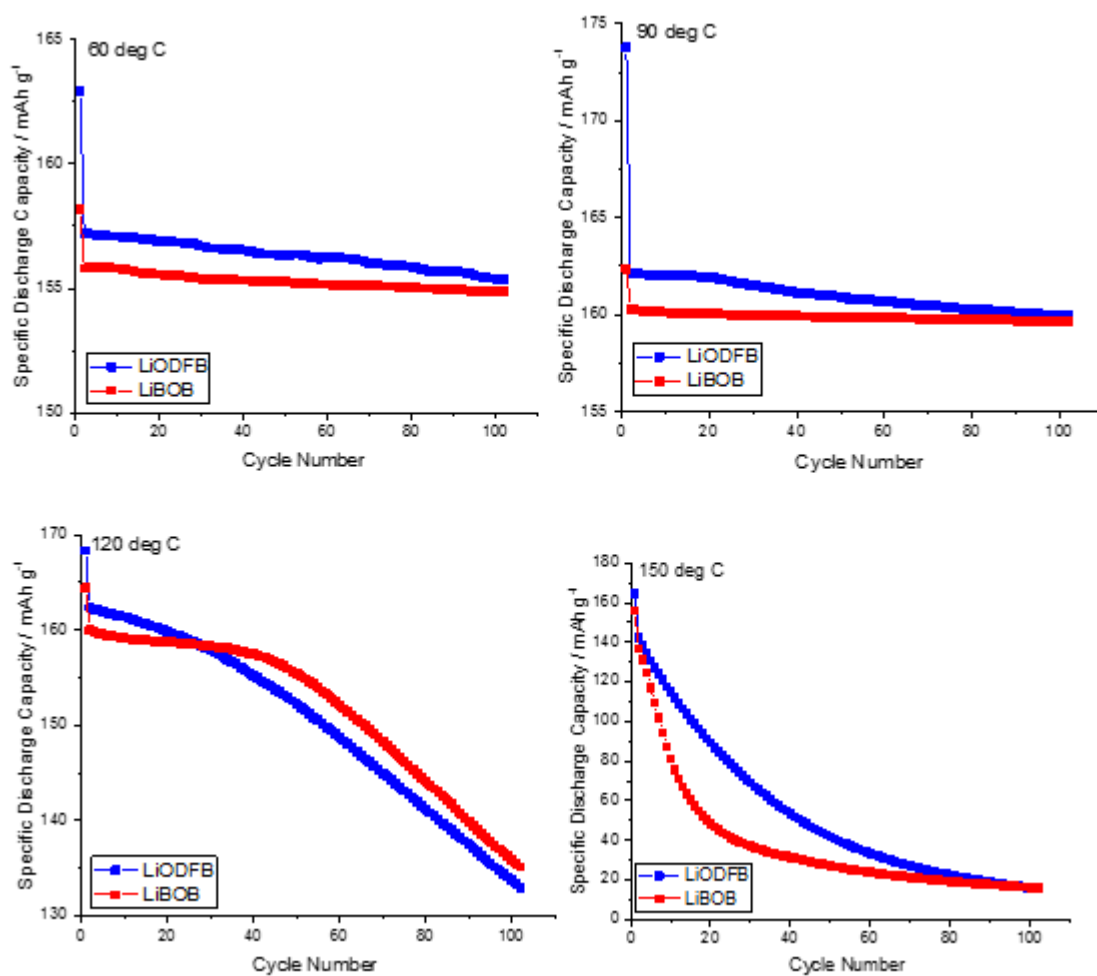 60 deg C
Specific Discharge Capacity / mAh g⁻¹
165
160
155
150
0 20 40 60 80 100
Cycle Number
LiODFB
LiBOB
90 deg C
Specific Discharge Capacity / mAh g⁻¹
175
170
165
160
155
0 20 40 60 80 100
Cycle Number
LiODFB
LiBOB
120 deg C
Specific Discharge Capacity / mAh g⁻¹
170
160
150
140
130
0 20 40 60 80 100
Cycle Number
LiODFB
LiBOB
150 deg C
Specific Discharge Capacity / mAh g⁻¹
180
160
140
120
100
80
60
40
20
0
0 20 40 60 80 100
Cycle Number
LiODFB
LiBOB